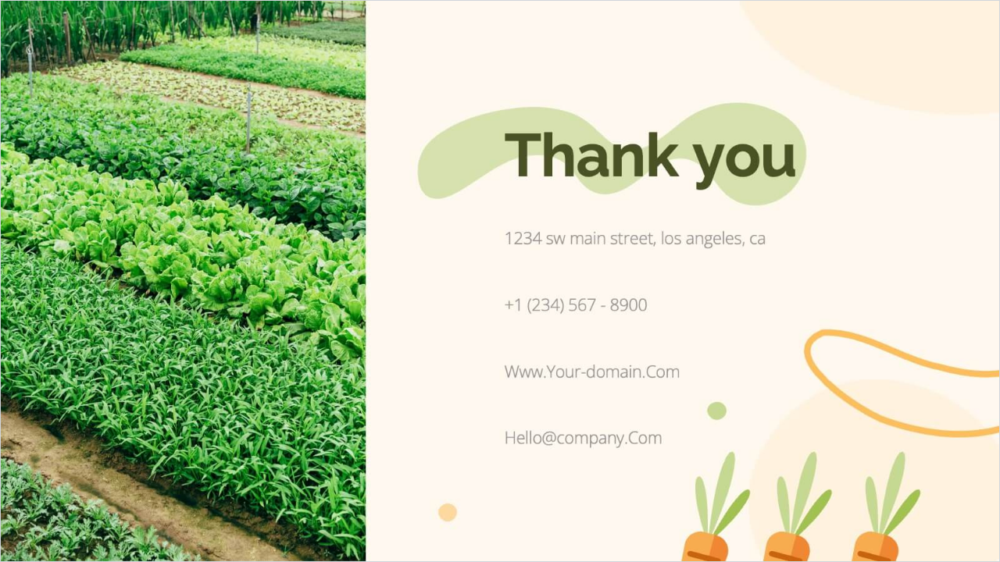 Thank you
1234 sw main street, los angeles, ca
+1 (234) 567 - 8900
Www.Your-domain.Com
Hello@company.Com